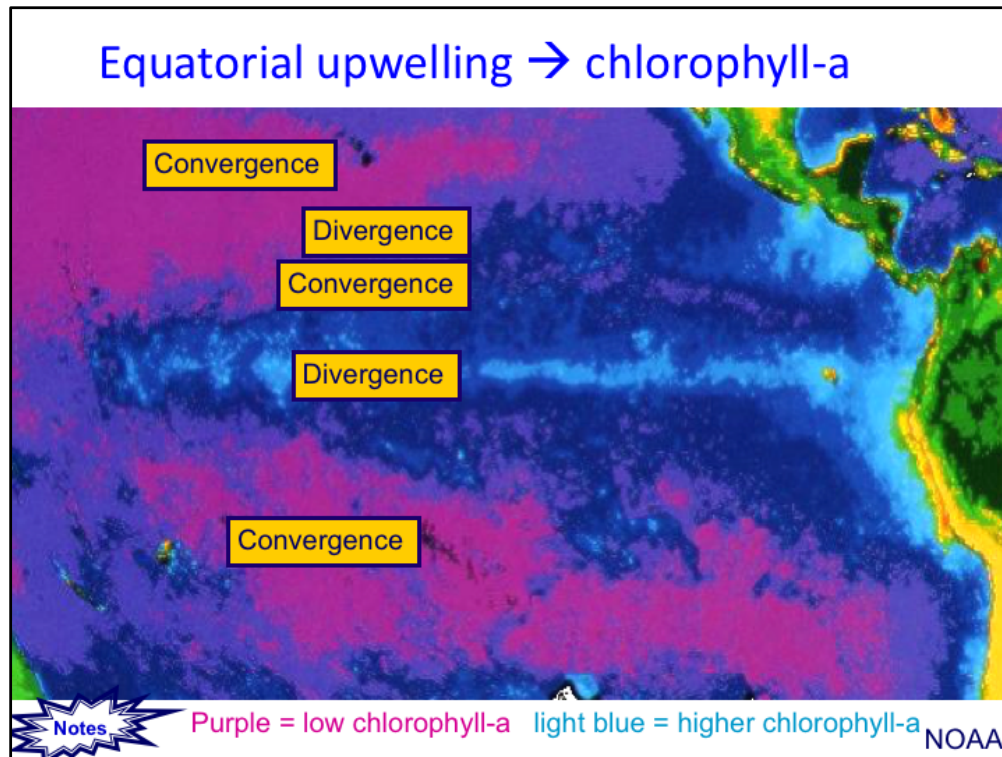 Equatorial upwelling → chlorophyll-a
Convergence
Divergence
Convergence
Divergence
Convergence
Notes
Purple = low chlorophyll-a light blue = higher chlorophyll-a
NOAA